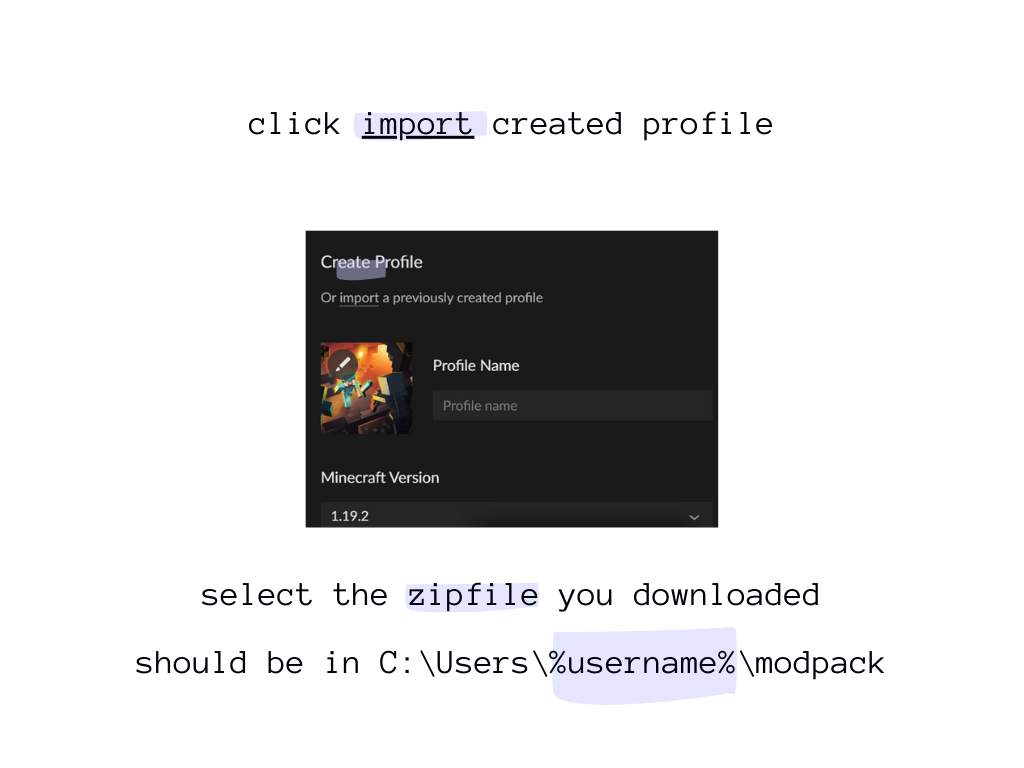 click import created profile
Create Profile
Or import a previously created profile
Profile Name
Profile name
Minecraft Version
1.19.2
select the zipfile you downloaded
should be in C:\Users\%username%\modpack